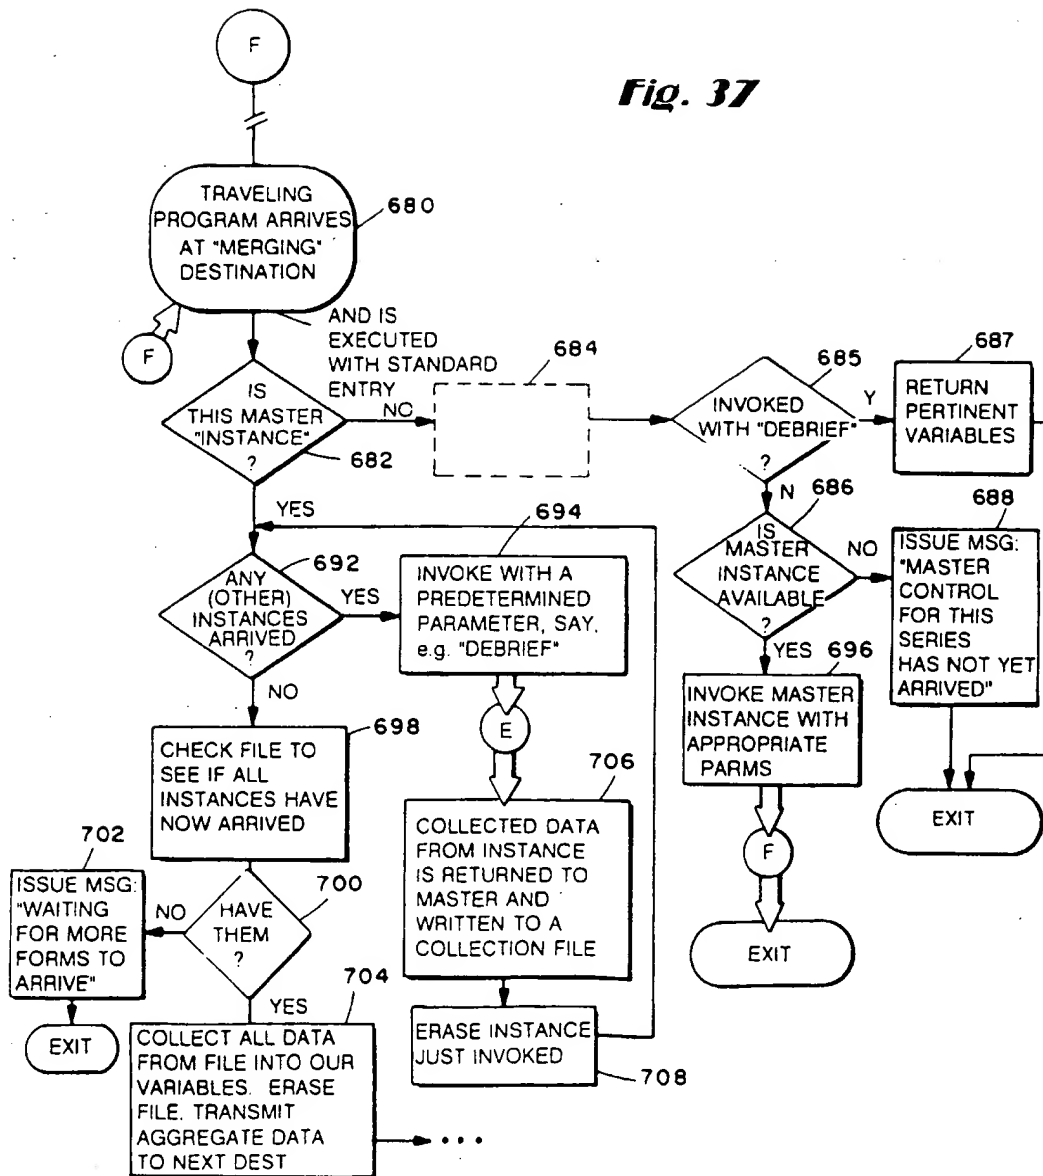 F
Fig. 37
TRAVELING
PROGRAM ARRIVES
AT "MERGING"
DESTINATION
680
F
AND IS
EXECUTED
WITH STANDARD
ENTRY
IS
THIS MASTER
"INSTANCE"
?
682
NC
684
685
INVOKED
WITH "DEBRIEF"
?
Y
687
RETURN
PERTINENT
VARIABLES
N
686
IS
MASTER
INSTANCE
AVAILABLE
?
NO
688
ISSUE MSG:
"MASTER
CONTROL
FOR THIS
SERIES
HAS NOT YET
ARRIVED"
EXIT
YES
696
INVOKE MASTER
INSTANCE WITH
APPROPRIATE
PARMS
F
EXIT
YES
692
ANY
(OTHER)
INSTANCES
ARRIVED
?
YES
694
INVOKE WITH A
PREDETERMINED
PARAMETER, SAY,
e.g. "DEBRIEF"
E
706
COLLECTED DATA
FROM INSTANCE
IS RETURNED TO
MASTER AND
WRITTEN TO A
COLLECTION FILE
ERASE INSTANCE
JUST INVOKED
708
NO
698
CHECK FILE TO
SEE IF ALL
INSTANCES HAVE
NOW ARRIVED
700
HAVE
THEM
?
NO
702
ISSUE MSG:
"WAITING
FOR MORE
FORMS TO
ARRIVE"
EXIT
YES
704
COLLECT ALL DATA
FROM FILE INTO OUR
VARIABLES. ERASE
FILE. TRANSMIT
AGGREGATE DATA
TO NEXT DEST
• • •